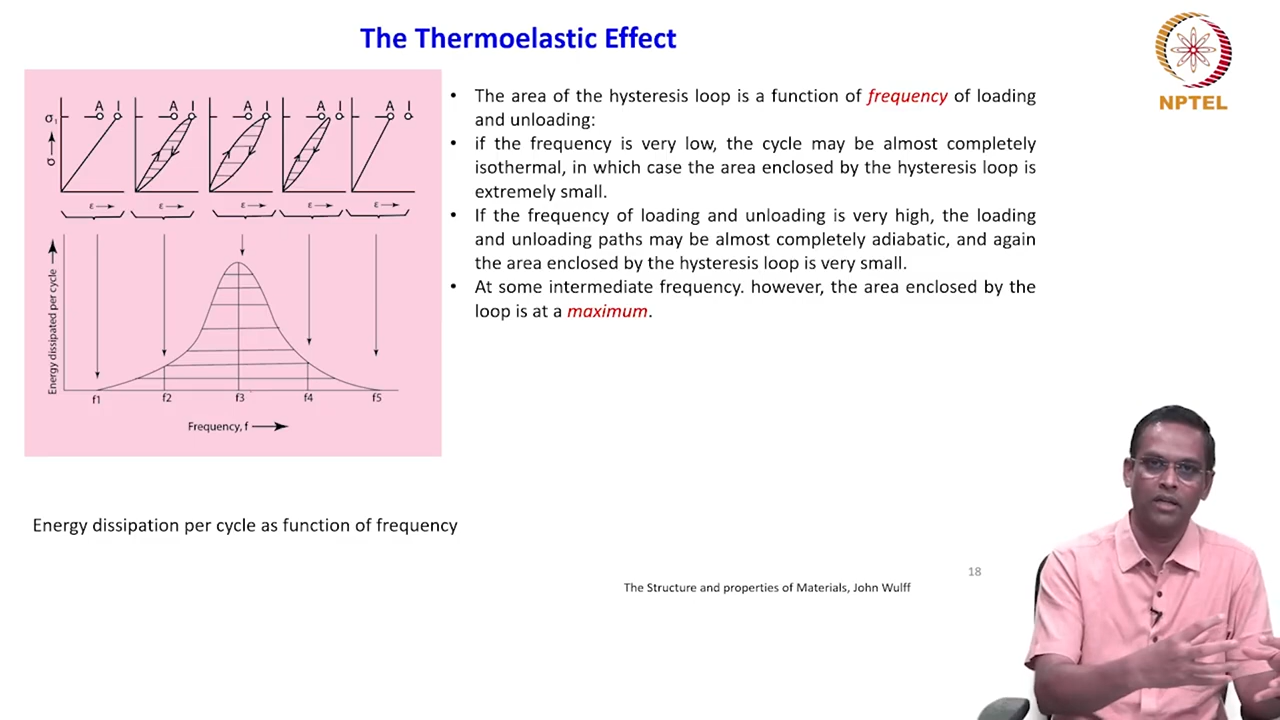 The Thermoelastic Effect
NPTEL
A I A I A I A I A I
σ₁
σ
ε ε ε ε ε
Energy dissipated per cycle
f1 f2 f3 f4 f5
Frequency, f
• The area of the hysteresis loop is a function of frequency of loading
and unloading:
• if the frequency is very low, the cycle may be almost completely
isothermal, in which case the area enclosed by the hysteresis loop is
extremely small.
• If the frequency of loading and unloading is very high, the loading
and unloading paths may be almost completely adiabatic, and again
the area enclosed by the hysteresis loop is very small.
• At some intermediate frequency. however, the area enclosed by the
loop is at a maximum.
Energy dissipation per cycle as function of frequency
18
The Structure and properties of Materials, John Wulff